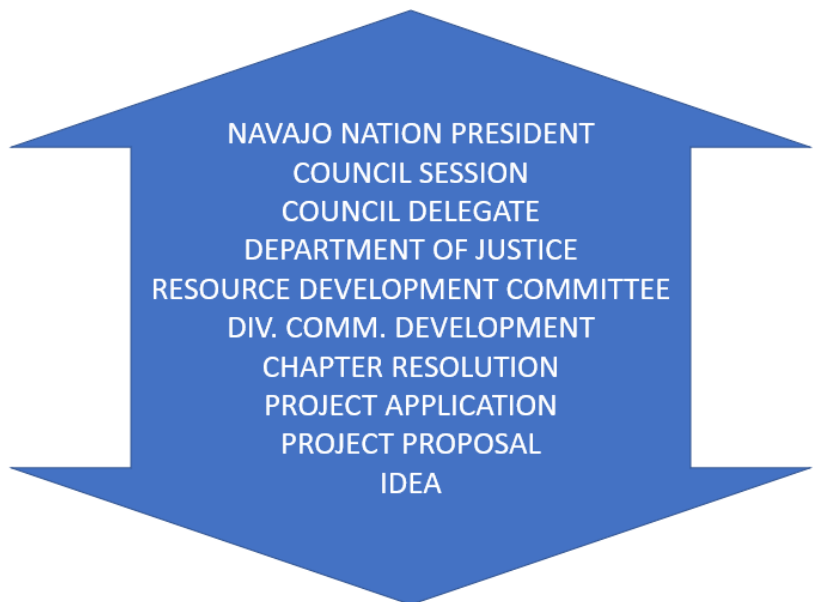 NAVAJO NATION PRESIDENT
COUNCIL SESSION
COUNCIL DELEGATE
DEPARTMENT OF JUSTICE
RESOURCE DEVELOPMENT COMMITTEE
DIV. COMM. DEVELOPMENT
CHAPTER RESOLUTION
PROJECT APPLICATION
PROJECT PROPOSAL
IDEA